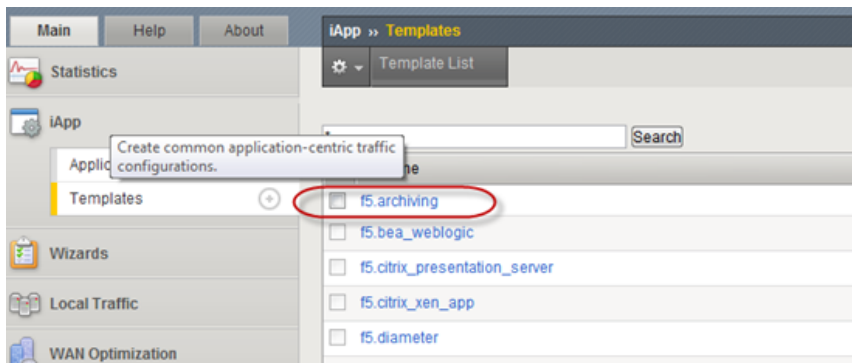 Main Help About
iApp » Templates
Statistics
Template List
iApp
Search
Create common application-centric traffic
configurations.
Templates
f5.archiving
f5.bea_weblogic
Wizards
f5.citrix_presentation_server
Local Traffic
f5.citrix_xen_app
f5.diameter
WAN Optimization